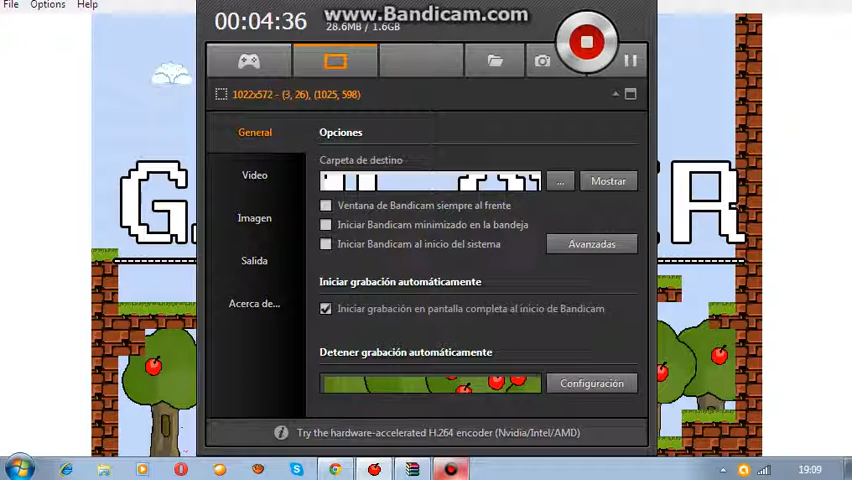 File Options Help
www.Bandicam.com
00:04:36
28.6MB / 1.6GB
1022x572 - (3, 26), (1025, 598)
General
Opciones
Carpeta de destino
... Mostrar
Video
Ventana de Bandicam siempre al frente
Imagen
Iniciar Bandicam minimizado en la bandeja
Iniciar Bandicam al inicio del sistema
Avanzadas
Salida
Iniciar grabación automáticamente
Acerca de...
Iniciar grabación en pantalla completa al inicio de Bandicam
Detener grabación automáticamente
Configuración
Try the hardware-accelerated H.264 encoder (Nvidia/Intel/AMD)
19:09